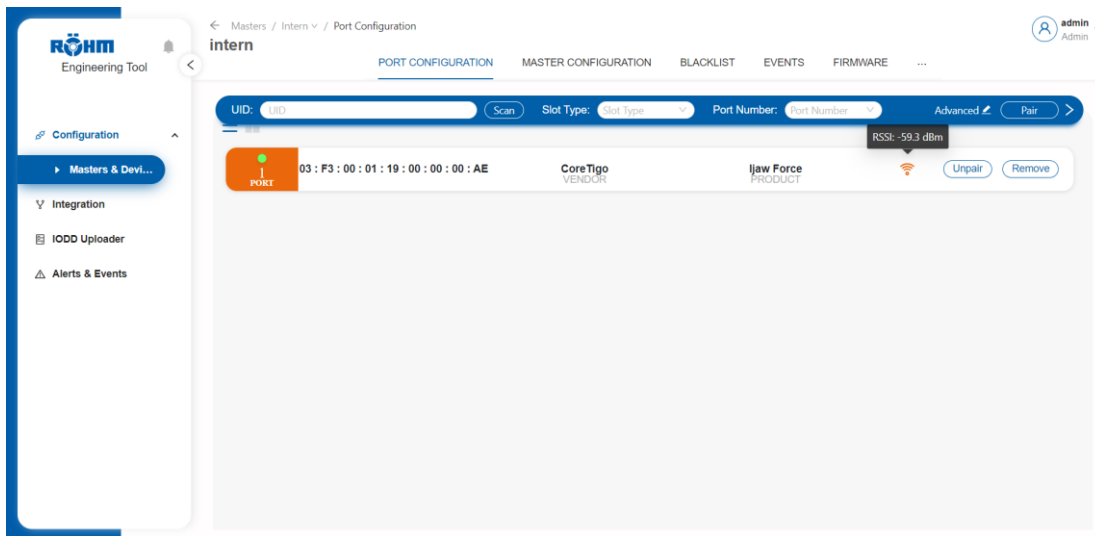 RÖHM
Engineering Tool
Configuration
Masters & Devi...
Integration
IODD Uploader
Alerts & Events
Masters / Intern / Port Configuration
intern
admin
Admin
PORT CONFIGURATION MASTER CONFIGURATION BLACKLIST EVENTS FIRMWARE ...
UID: UID Scan Slot Type: Slot Type Port Number: Port Number Advanced Pair
RSSI: -59.3 dBm
1
PORT
03 : F3 : 00 : 01 : 19 : 00 : 00 : 00 : AE
CoreTigo
VENDOR
Ijaw Force
PRODUCT
Unpair
Remove